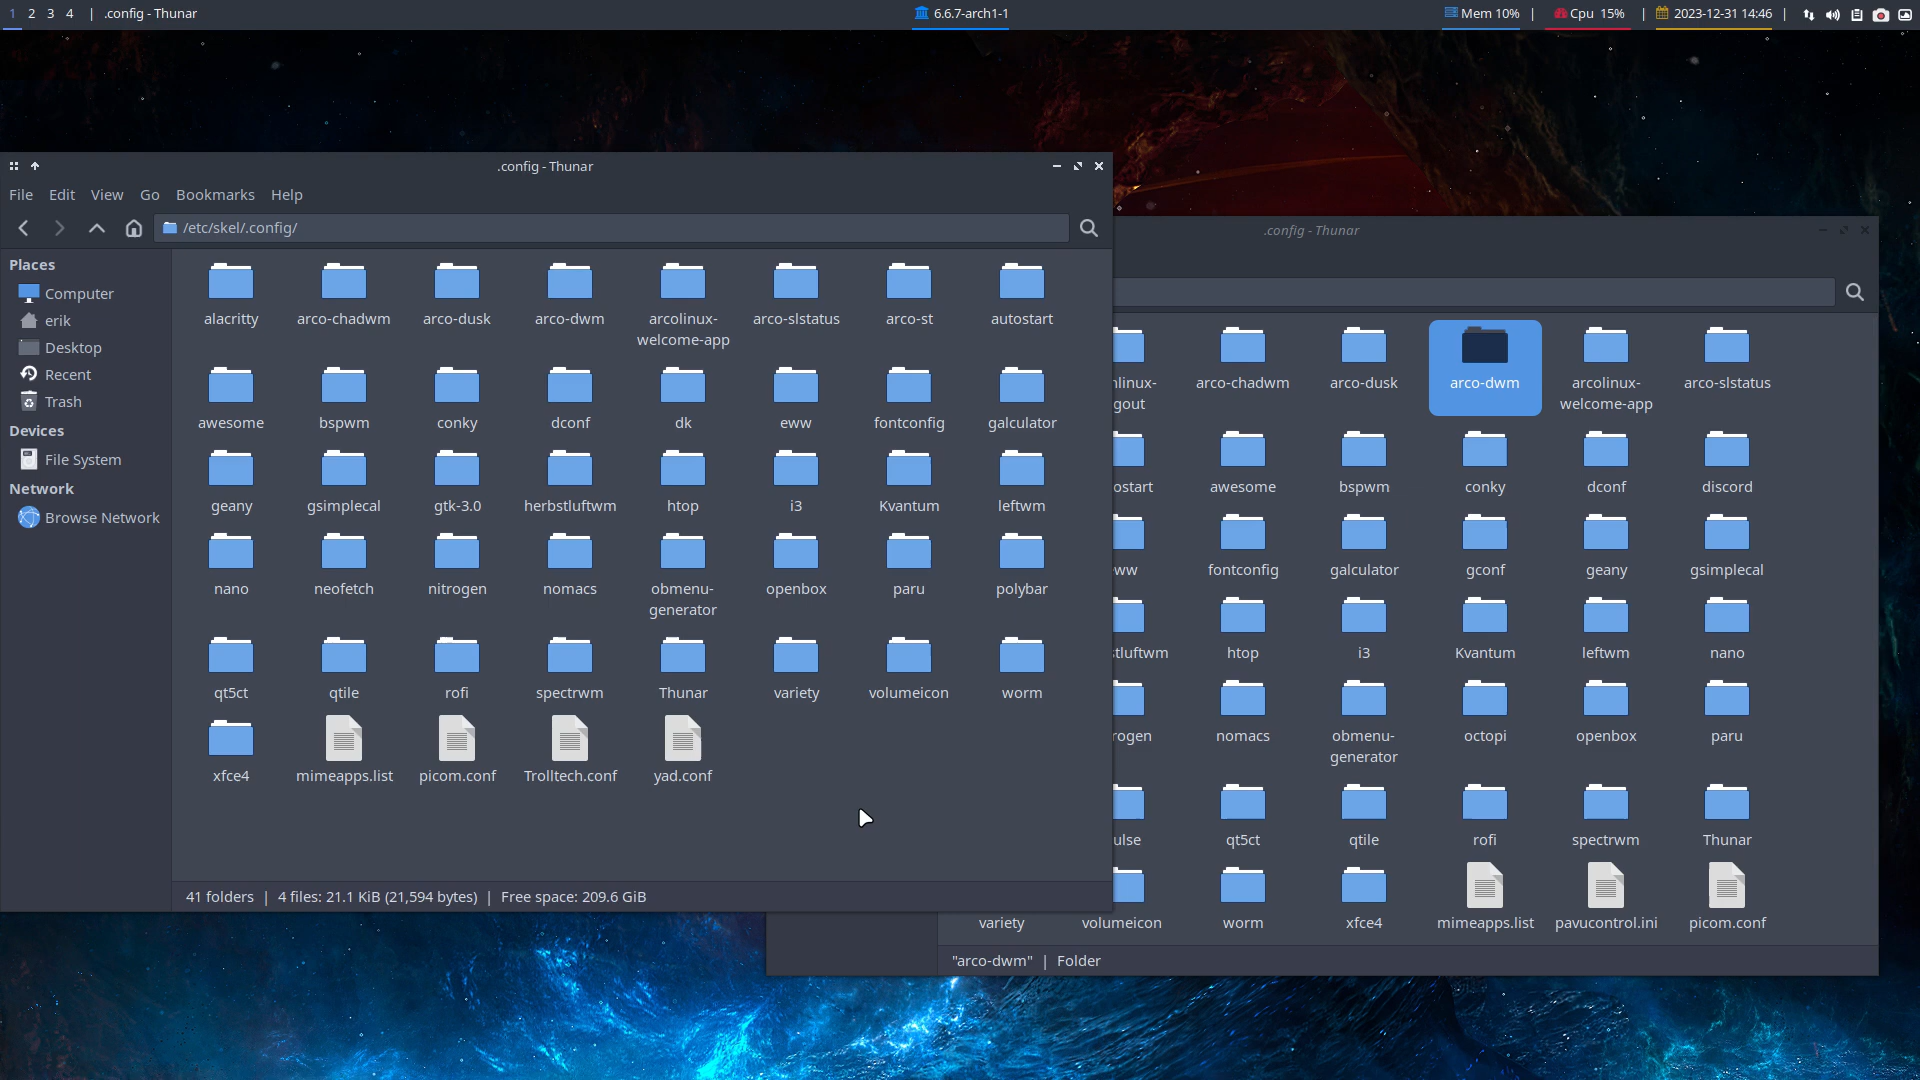 1 2 3 4 | .config - Thunar
6.6.7-arch1-1
Mem 10% | Cpu 15% | 2023-12-31 14:46 |
.config - Thunar
File Edit View Go Bookmarks Help
/etc/skel/.config/
Places
Computer
erik
Desktop
Recent
Trash
Devices
File System
Network
Browse Network
alacritty arco-chadwm arco-dusk arco-dwm arcolinux-welcome-app arco-slstatus arco-st autostart
awesome bspwm conky dconf dk eww fontconfig galculator
geany gsimplecal gtk-3.0 herbstluftwm htop i3 Kvantum leftwm
nano neofetch nitrogen nomacs obmenu-generator openbox paru polybar
qt5ct qtile rofi spectrwm Thunar variety volumeicon worm
xfce4 mimeapps.list picom.conf Trolltech.conf yad.conf
41 folders | 4 files: 21.1 KiB (21,594 bytes) | Free space: 209.6 GiB
.config - Thunar
linux-gout arco-chadwm arco-dusk arco-dwm arcolinux-welcome-app arco-slstatus
ostart awesome bspwm conky dconf discord
ww fontconfig galculator gconf geany gsimplecal
tluftwm htop i3 Kvantum leftwm nano
rogen nomacs obmenu-generator octopi openbox paru
ulse qt5ct qtile rofi spectrwm Thunar
variety volumeicon worm xfce4 mimeapps.list pavucontrol.ini picom.conf
"arco-dwm" | Folder